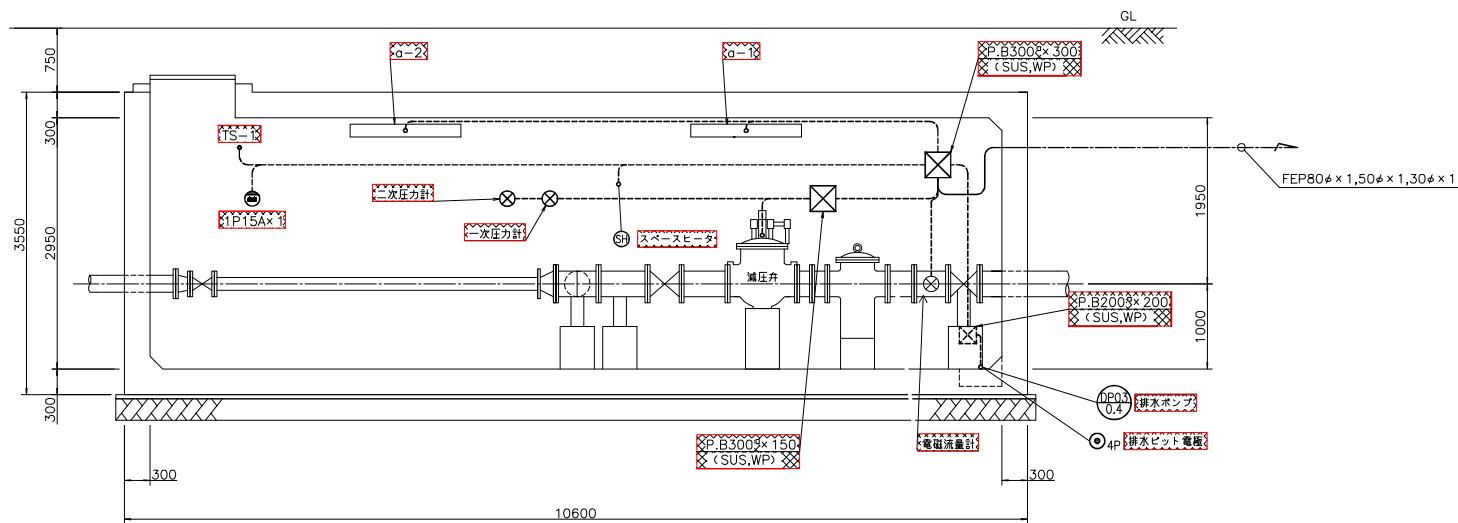 GL
750
a-2
a-1
P.B300□×300
(SUS,WP)
300
TS-1
FEP80φ×1,50φ×1,30φ×1
二次圧力計
1P15A×1
一次圧力計
SH
スペースヒータ
1950
3550
2950
減圧弁
P.B200□×200
(SUS,WP)
1000
300
DP03
0.4
排水ポンプ
P.B300□×150
(SUS,WP)
電磁流量計
4P
排水ピット電極
300
300
10600